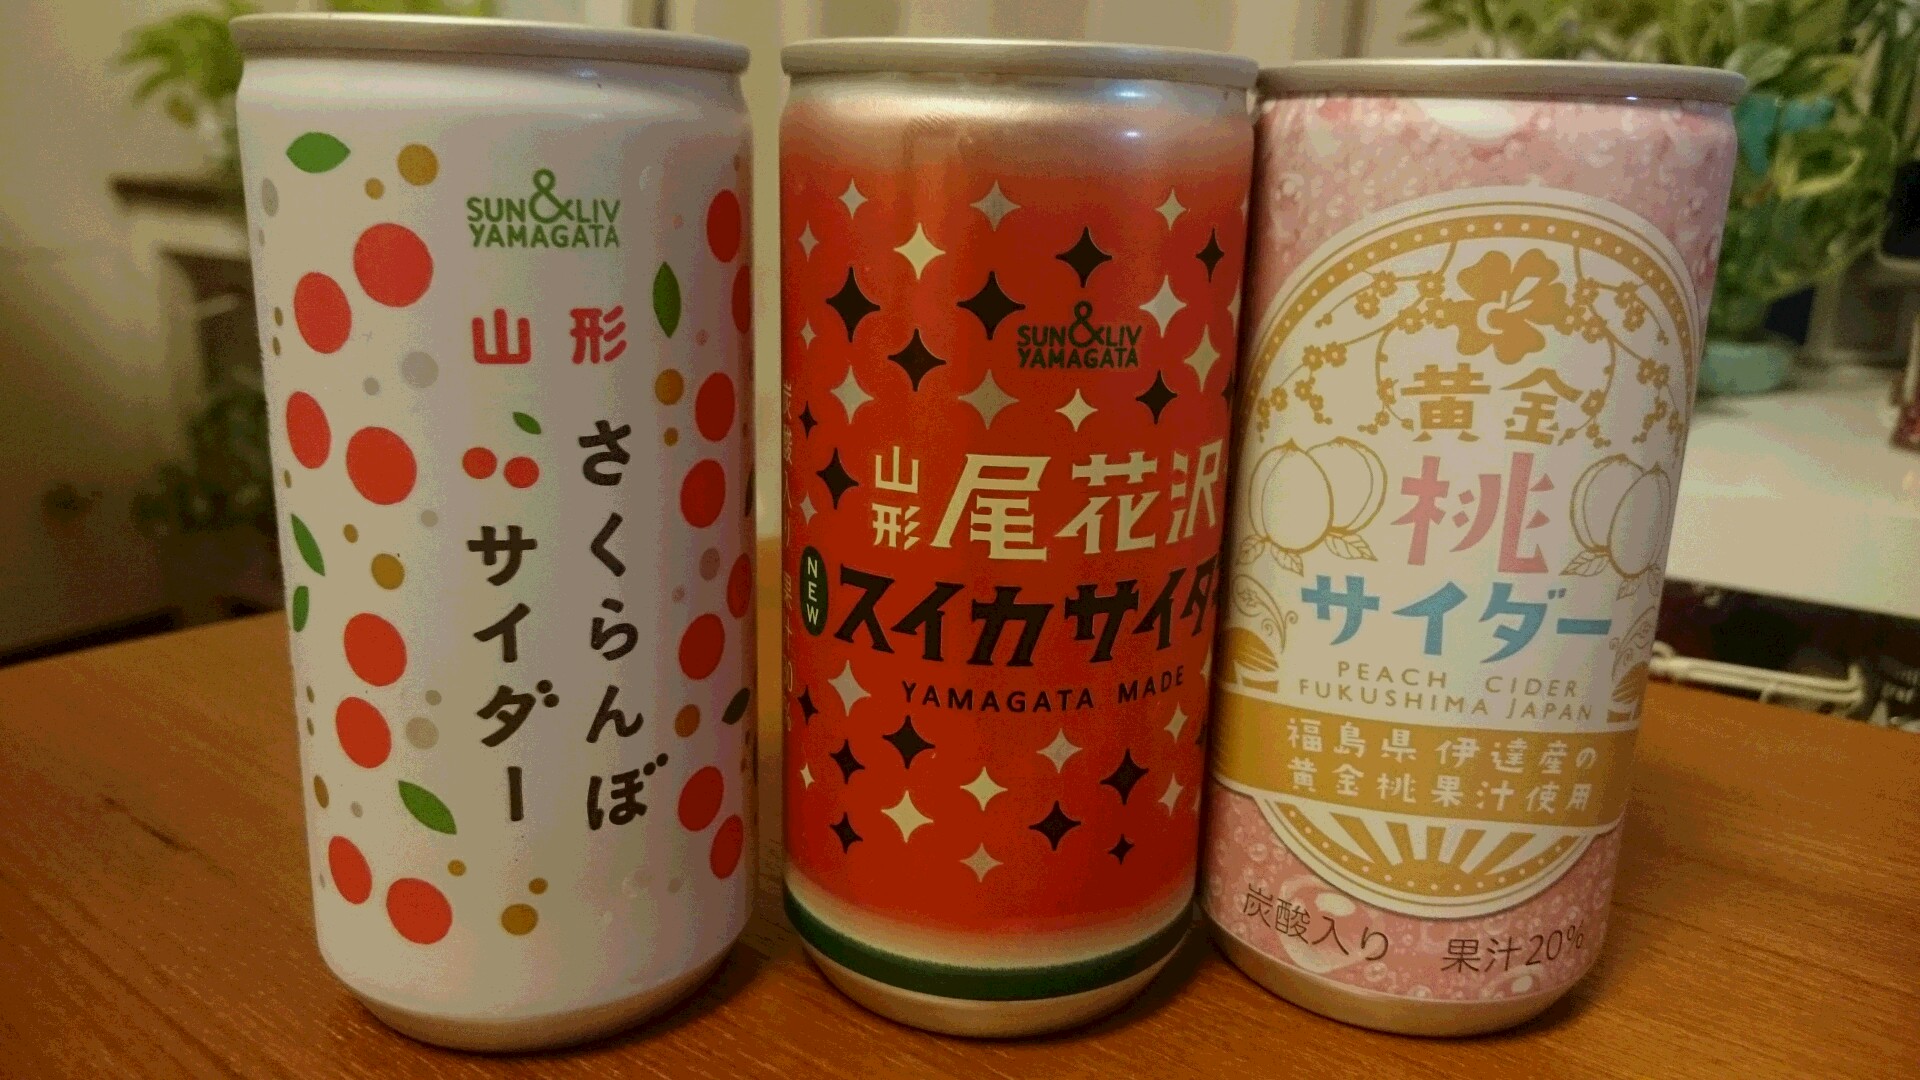 SUN&LIV
YAMAGATA
山形
さくらんぼ
サイダー
SUN&LIV
YAMAGATA
山形
尾花沢
NEW
スイカサイダー
YAMAGATA MADE
黄金
桃
サイダー
PEACH CIDER
FUKUSHIMA JAPAN
福島県伊達産の
黄金桃果汁使用
炭酸入り 果汁20%